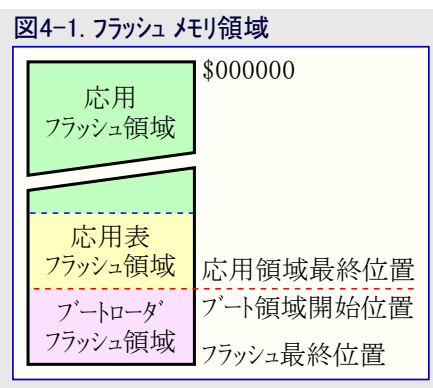 図4-1. フラッシュ メモリ領域
$000000
応用
フラッシュ領域
応用表
フラッシュ領域
応用領域最終位置
ブートローダ
フラッシュ領域
ブート領域開始位置
フラッシュ最終位置